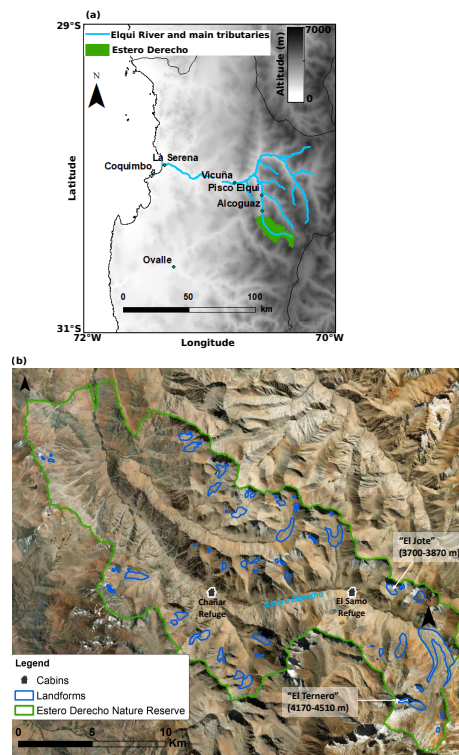 (a)
29°S
Elqui River and main tributaries
Estero Derecho
7000
Altitude (m)
0
N
La Serena
Coquimbo
Vicuña
Pisco Elqui
Alcoguaz
Ovalle
Latitude
0 50 100
km
31°S
72°W
70°W
Longitude
(b)
"El Jote"
(3700-3870 m)
Chañar
Refuge
Derecho
El Samo
Refuge
"El Ternero"
(4170-4510 m)
Legend
Cabins
Landforms
Estero Derecho Nature Reserve
0 5 10
Km